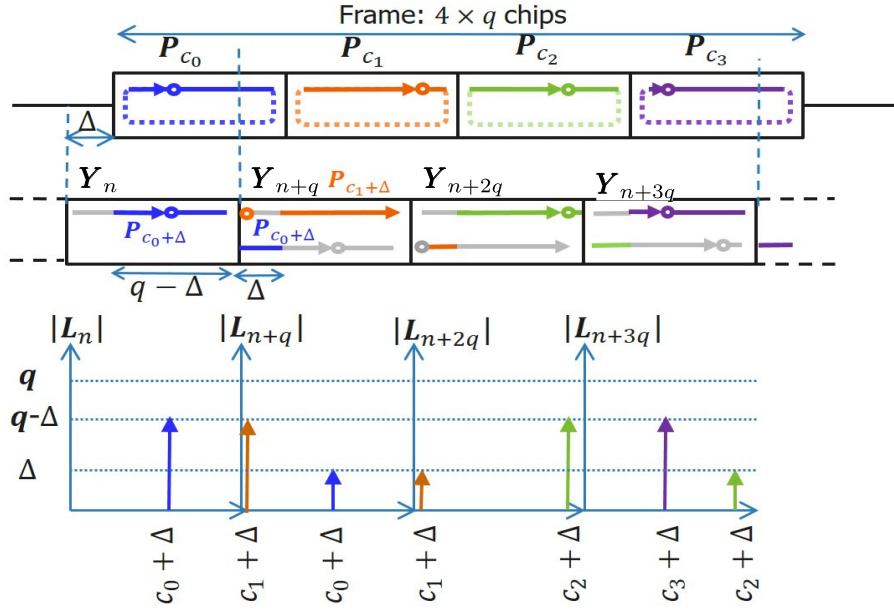 Frame: 4 × q chips
P_{c_0} P_{c_1} P_{c_2} P_{c_3}
Δ
Y_n Y_{n+q} P_{c_1+Δ} Y_{n+2q} Y_{n+3q}
P_{c_0+Δ} P_{c_0+Δ}
q − Δ Δ
|L_n| |L_{n+q}| |L_{n+2q}| |L_{n+3q}|
q
q-Δ
Δ
c_0 + Δ c_1 + Δ c_0 + Δ c_1 + Δ c_2 + Δ c_3 + Δ c_2 + Δ